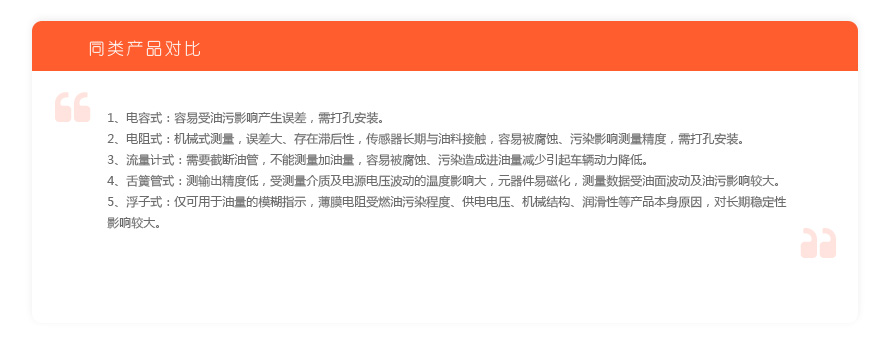 同类产品对比
1、电容式：容易受油污影响产生误差，需打孔安装。
2、电阻式：机械式测量，误差大、存在滞后性，传感器长期与油料接触，容易被腐蚀、污染影响测量精度，需打孔安装。
3、流量计式：需要截断油管，不能测量加油量，容易被腐蚀、污染造成进油量减少引起车辆动力降低。
4、舌簧管式：测输出精度低，受测量介质及电源电压波动的温度影响大，元器件易磁化，测量数据受油面波动及油污影响较大。
5、浮子式：仅可用于油量的模糊指示，薄膜电阻受燃油污染程度、供电电压、机械结构、润滑性等产品本身原因，对长期稳定性
影响较大。